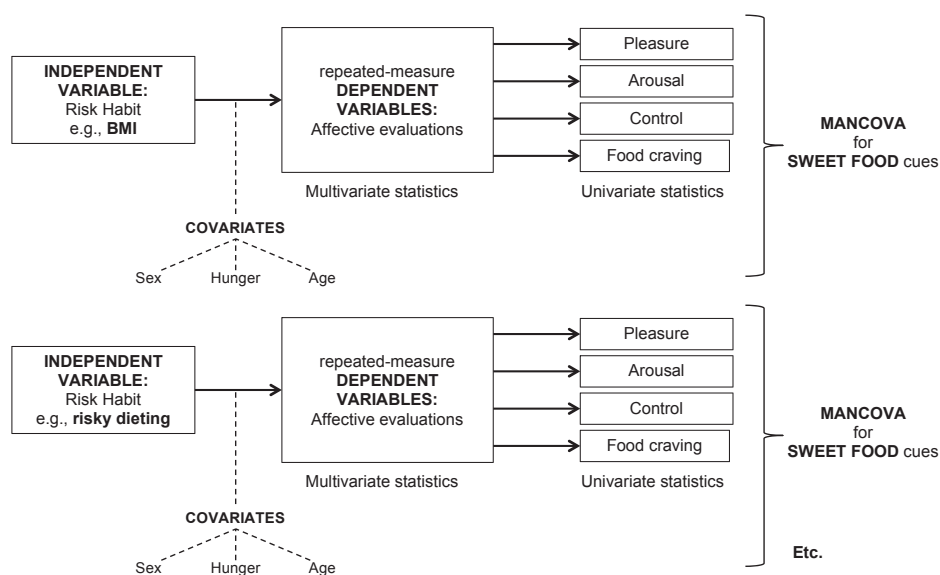 INDEPENDENT
VARIABLE:
Risk Habit
e.g., BMI
repeated-measure
DEPENDENT
VARIABLES:
Affective evaluations
Multivariate statistics
Pleasure
Arousal
Control
Food craving
Univariate statistics
MANCOVA
for
SWEET FOOD cues
COVARIATES
Sex
Hunger
Age
INDEPENDENT
VARIABLE:
Risk Habit
e.g., risky dieting
repeated-measure
DEPENDENT
VARIABLES:
Affective evaluations
Multivariate statistics
Pleasure
Arousal
Control
Food craving
Univariate statistics
MANCOVA
for
SWEET FOOD cues
COVARIATES
Sex
Hunger
Age
Etc.